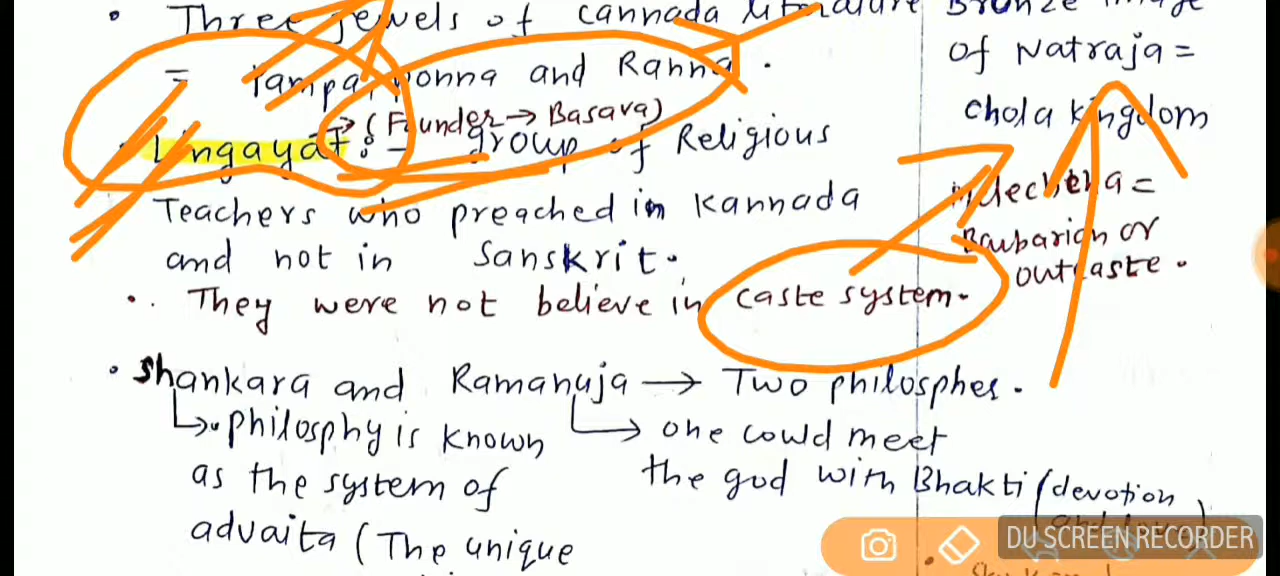 • Three jewels of Cannada literature
= Pampa, ponna and Ranna.
(Founder → Basava)
Lingayat :- group of Religious
Teachers who preached in Kannada
and not in Sanskrit.
•. They were not believe in caste system.
• Shankara and Ramanuja → Two philosphes.
↳. philosphy is known
as the system of
advaita (The unique
→ one could meet
the god with Bhakti (devotion
Bronze image
of Natraja =
chola kingdom
=
Barbarian or
outcaste.
DU SCREEN RECORDER